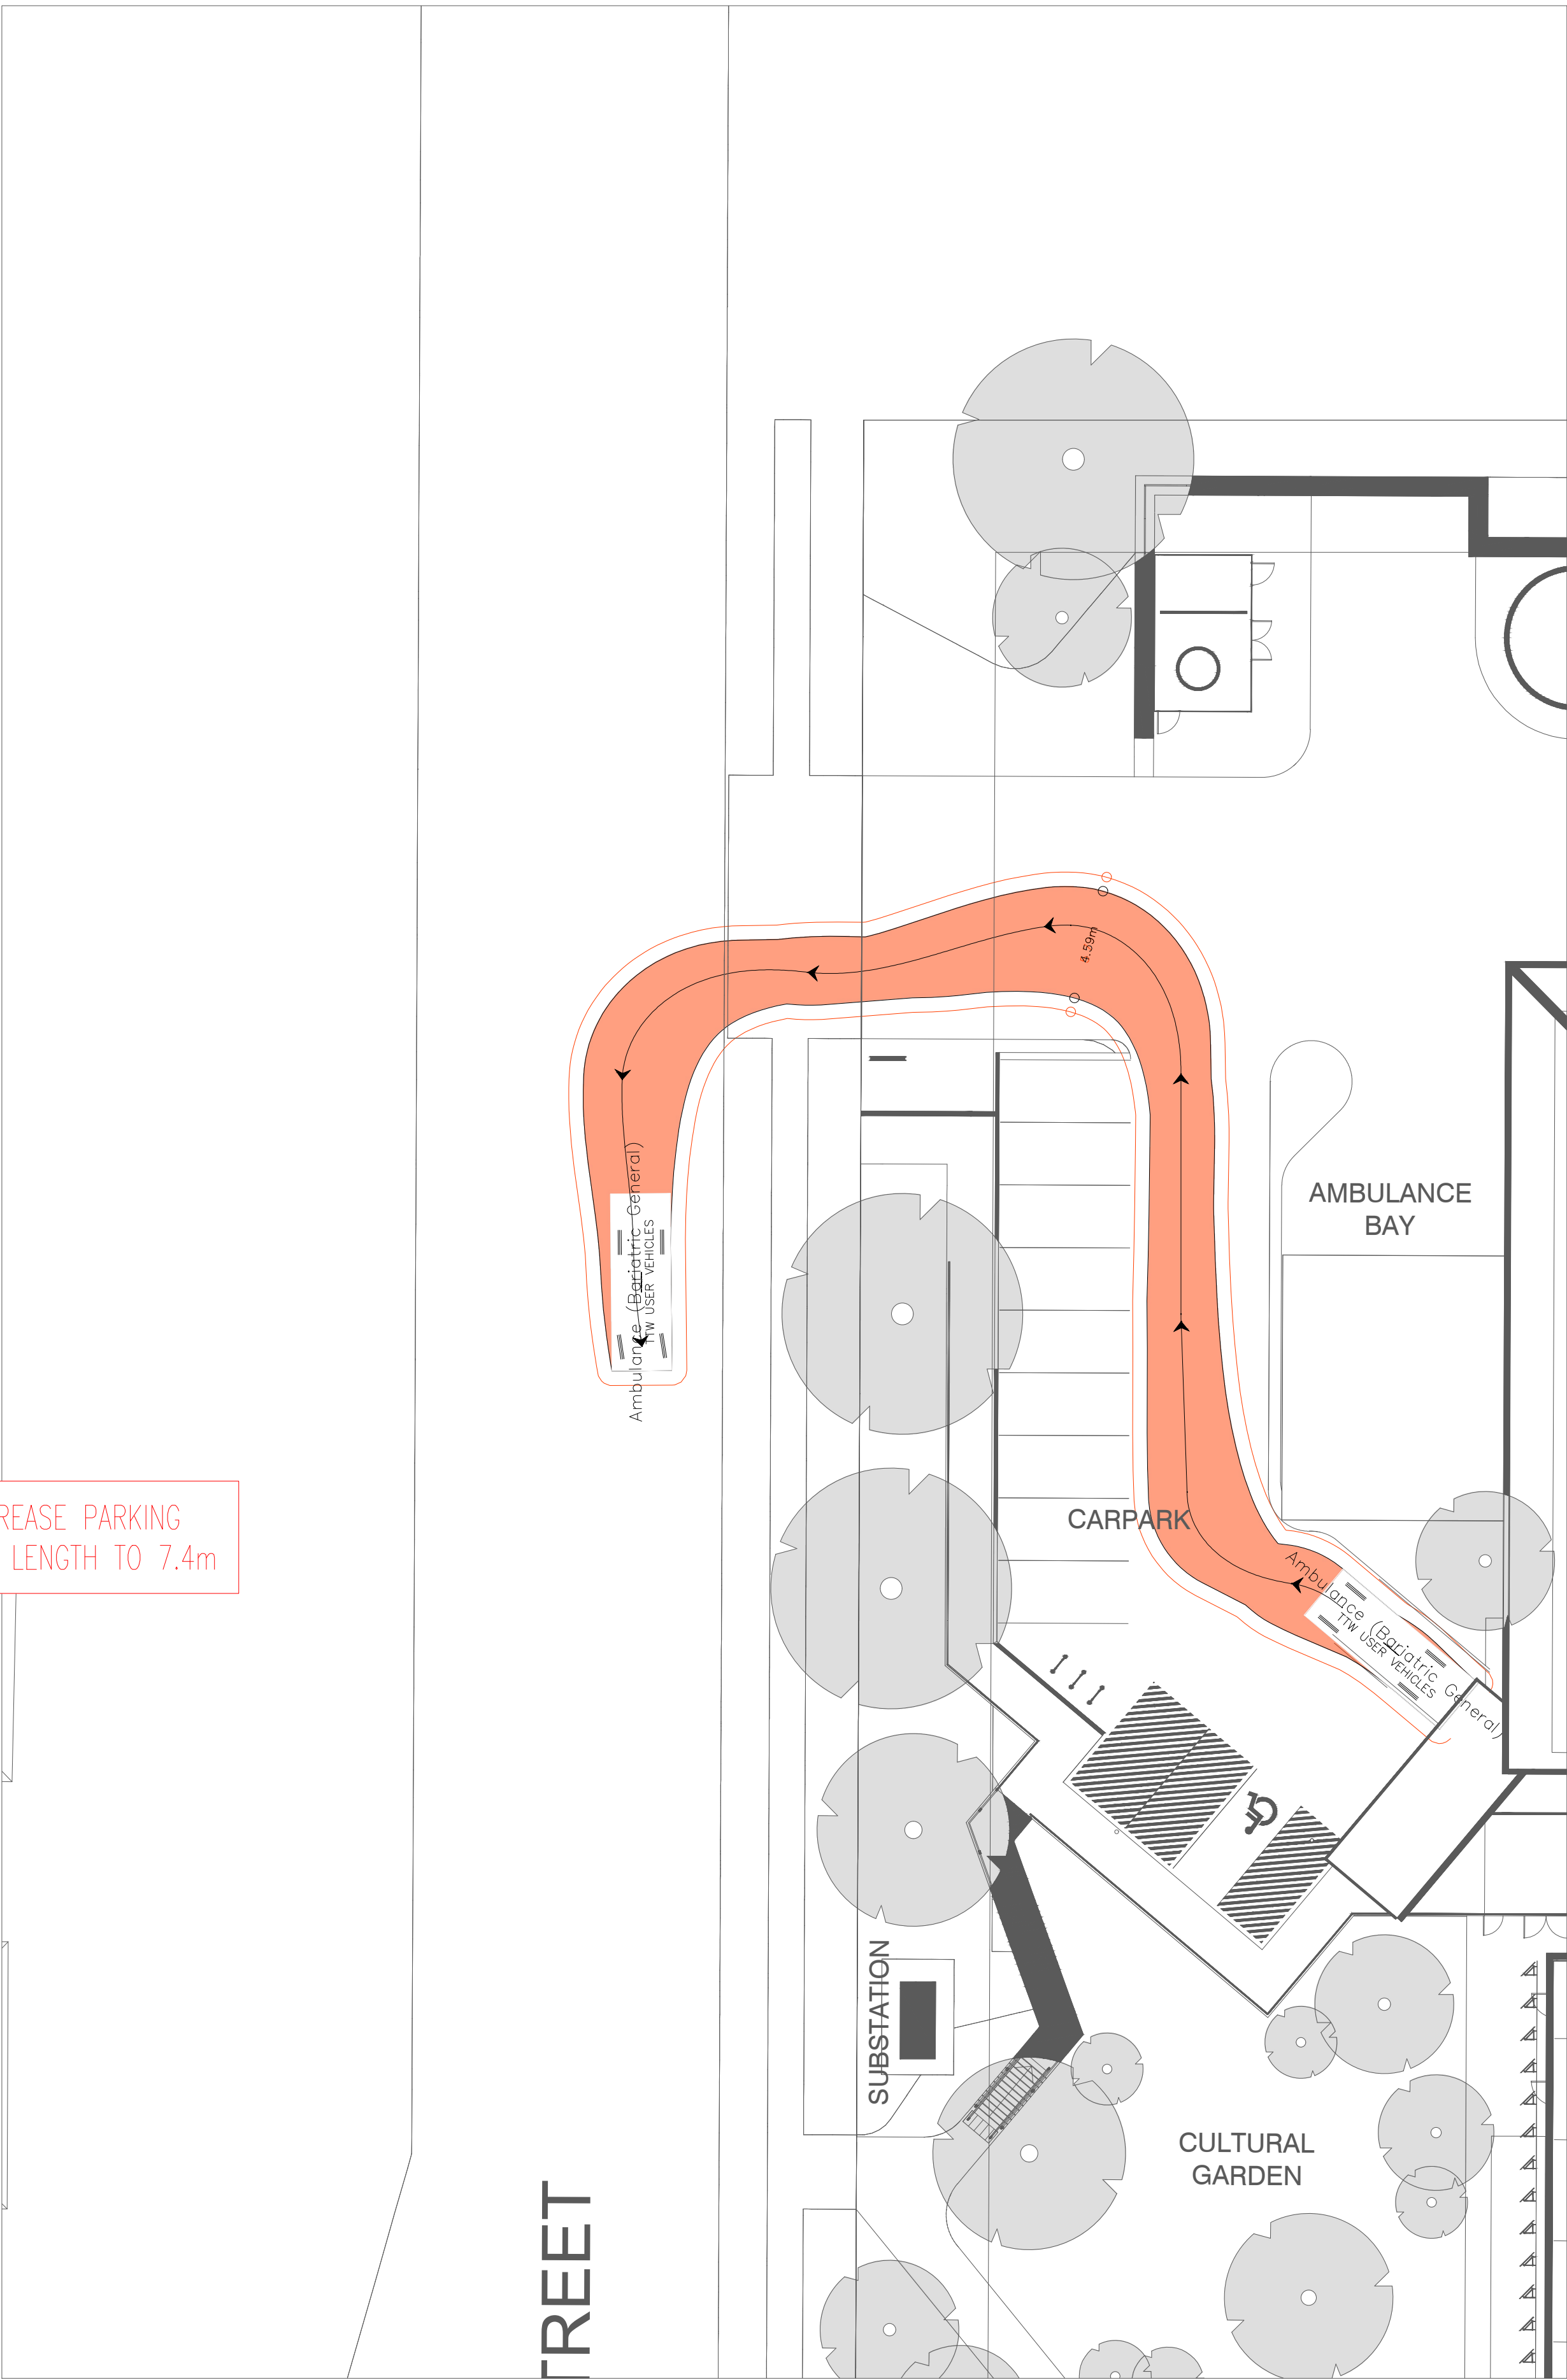 4.59m
AMBULANCE
BAY
Ambulance (Bariatric General)
TTW USER VEHICLES
REASE PARKING
LENGTH TO 7.4m
CARPARK
Ambulance (Bariatric General)
TTW USER VEHICLES
SUBSTATION
CULTURAL
GARDEN
TREET